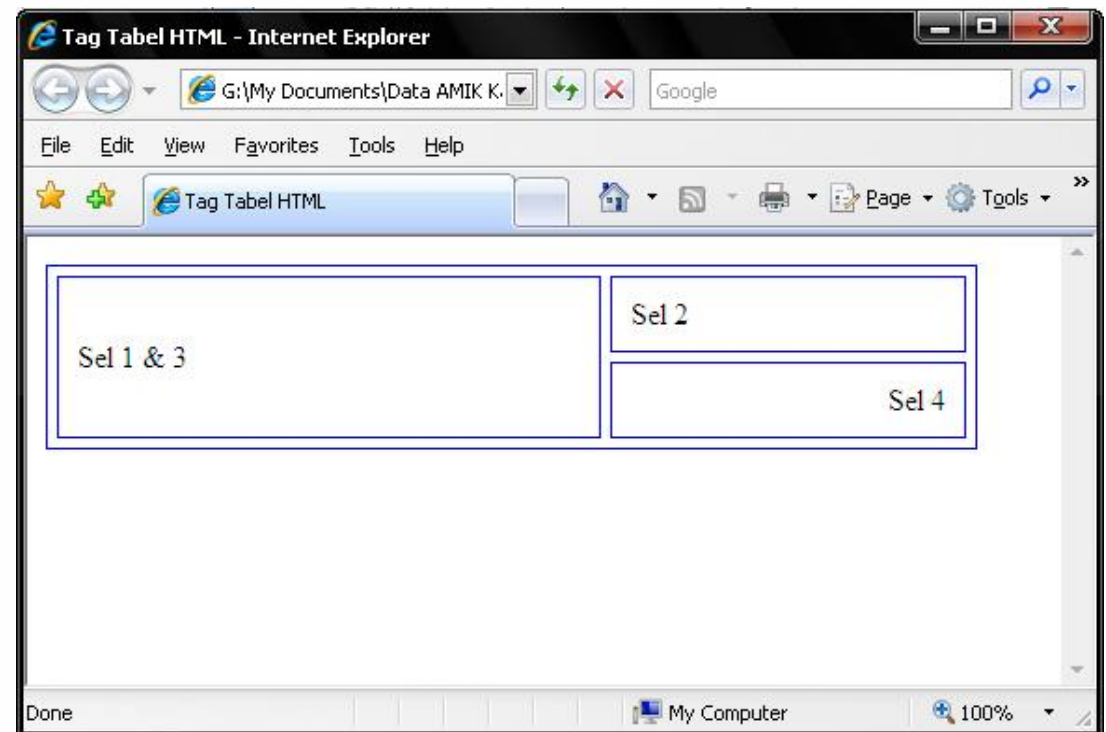 Tag Tabel HTML - Internet Explorer
G:\My Documents\Data AMIK K.
Google
File Edit View Favorites Tools Help
Tag Tabel HTML
Page Tools »
Sel 1 & 3
Sel 2
Sel 4
Done
My Computer
100%